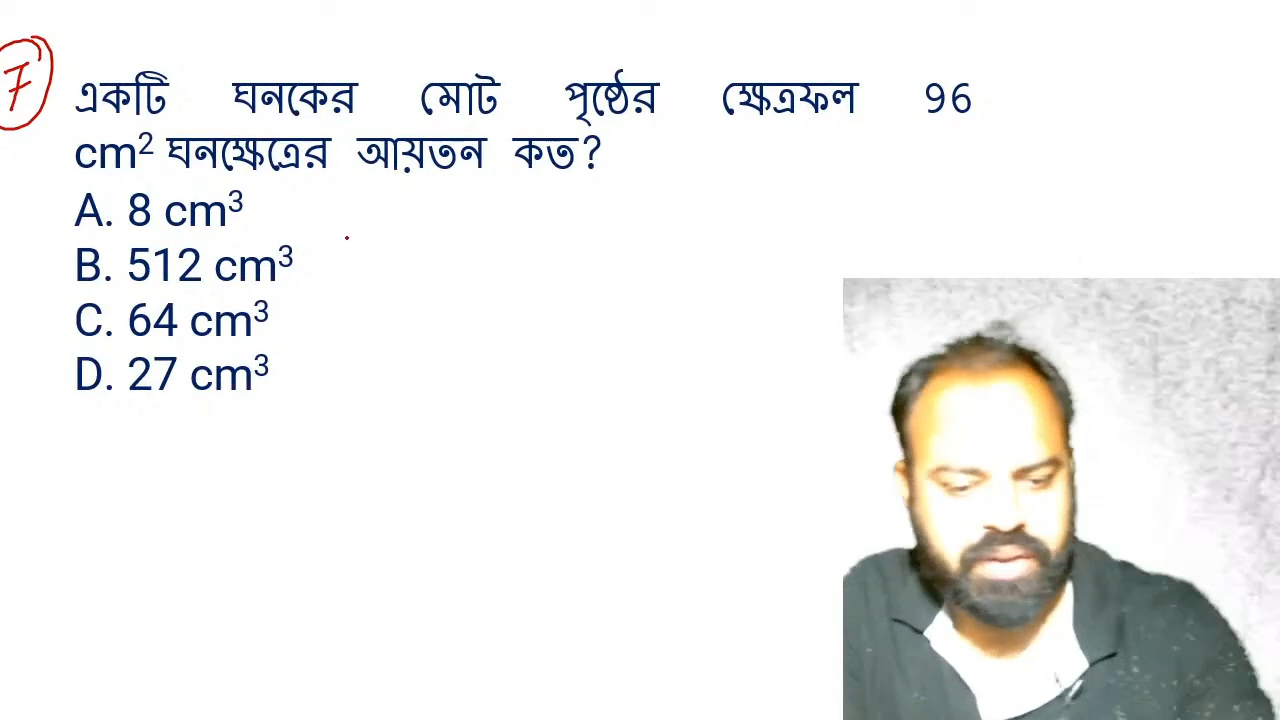 7
একটি ঘনকের মোট পৃষ্ঠের ক্ষেত্রফল 96
cm² ঘনক্ষেত্রের আয়তন কত?
A. 8 cm³
B. 512 cm³
C. 64 cm³
D. 27 cm³